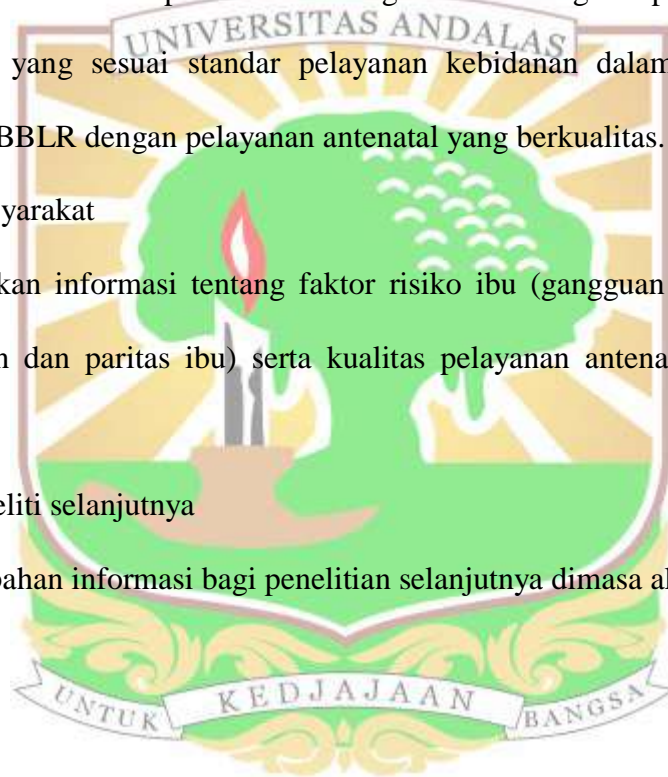 UNIVERSITAS ANDALAS
yang sesuai standar pelayanan kebidanan dalam
BBLR dengan pelayanan antenatal yang berkualitas.
syarakat
kan informasi tentang faktor risiko ibu (gangguan
dan paritas ibu) serta kualitas pelayanan antena
eliti selanjutnya
bahan informasi bagi penelitian selanjutnya dimasa
UNTUK KEDJAJAAN BANGSA